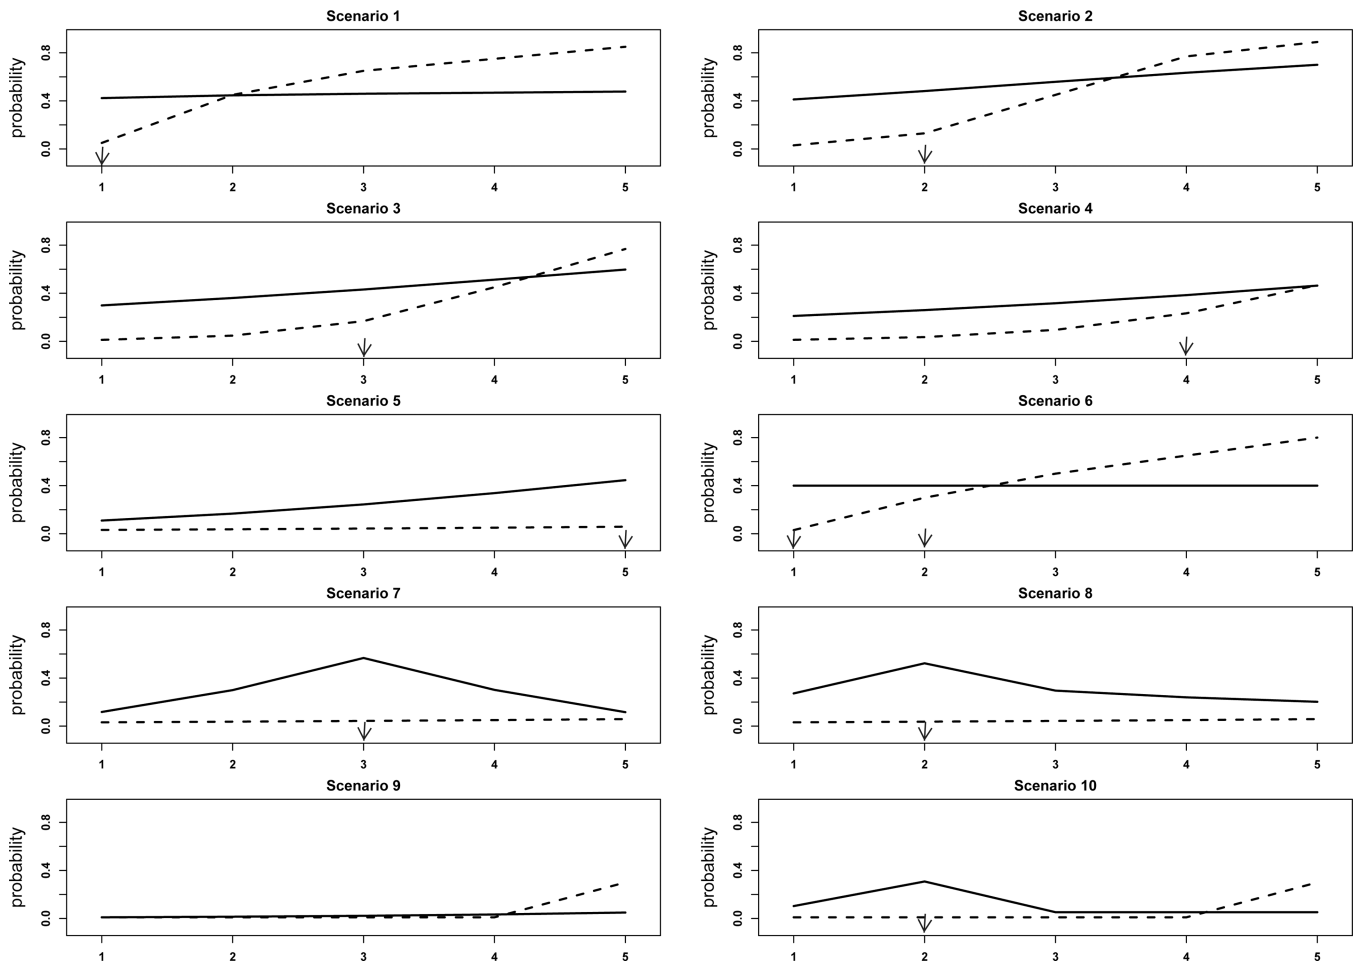 Scenario 1
probability
0.8
0.4
0.0
1 2 3 4 5
Scenario 2
probability
0.8
0.4
0.0
1 2 3 4 5
Scenario 3
probability
0.8
0.4
0.0
1 2 3 4 5
Scenario 4
probability
0.8
0.4
0.0
1 2 3 4 5
Scenario 5
probability
0.8
0.4
0.0
1 2 3 4 5
Scenario 6
probability
0.8
0.4
0.0
1 2 3 4 5
Scenario 7
probability
0.8
0.4
0.0
1 2 3 4 5
Scenario 8
probability
0.8
0.4
0.0
1 2 3 4 5
Scenario 9
probability
0.8
0.4
0.0
1 2 3 4 5
Scenario 10
probability
0.8
0.4
0.0
1 2 3 4 5